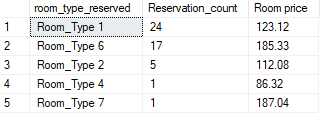 room_type_reserved Reservation_count Room price
1 Room_Type 1 24 123.12
2 Room_Type 6 17 185.33
3 Room_Type 2 5 112.08
4 Room_Type 4 1 86.32
5 Room_Type 7 1 187.04